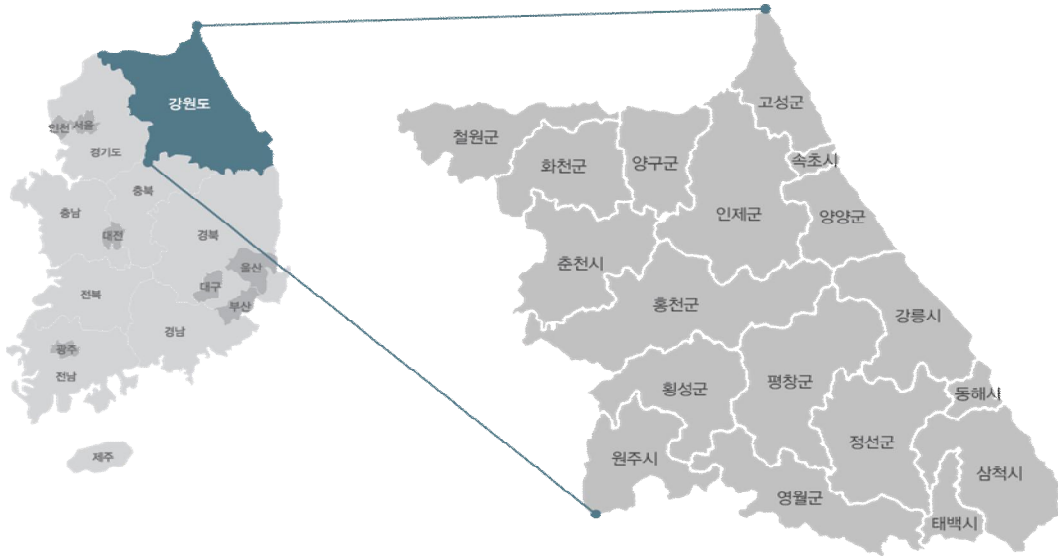 강원도
인천
서울
경기도
충북
충남
대전
경북
울산
대구
전북
부산
경남
광주
전남
제주
고성군
철원군
속초시
화천군
양구군
인제군
양양군
춘천시
홍천군
강릉시
평창군
횡성군
동해시
정선군
원주시
삼척시
영월군
태백시